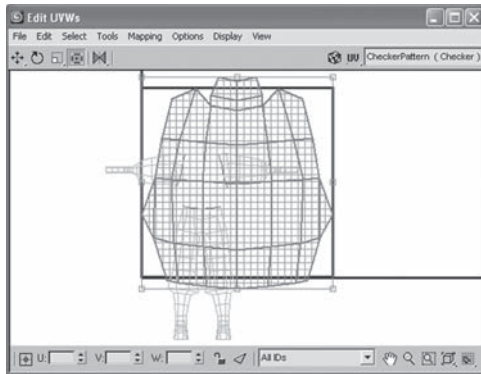 Edit UVWs
File Edit Select Tools Mapping Options Display View
UV CheckerPattern ( Checker )
U: V: W: All IDs